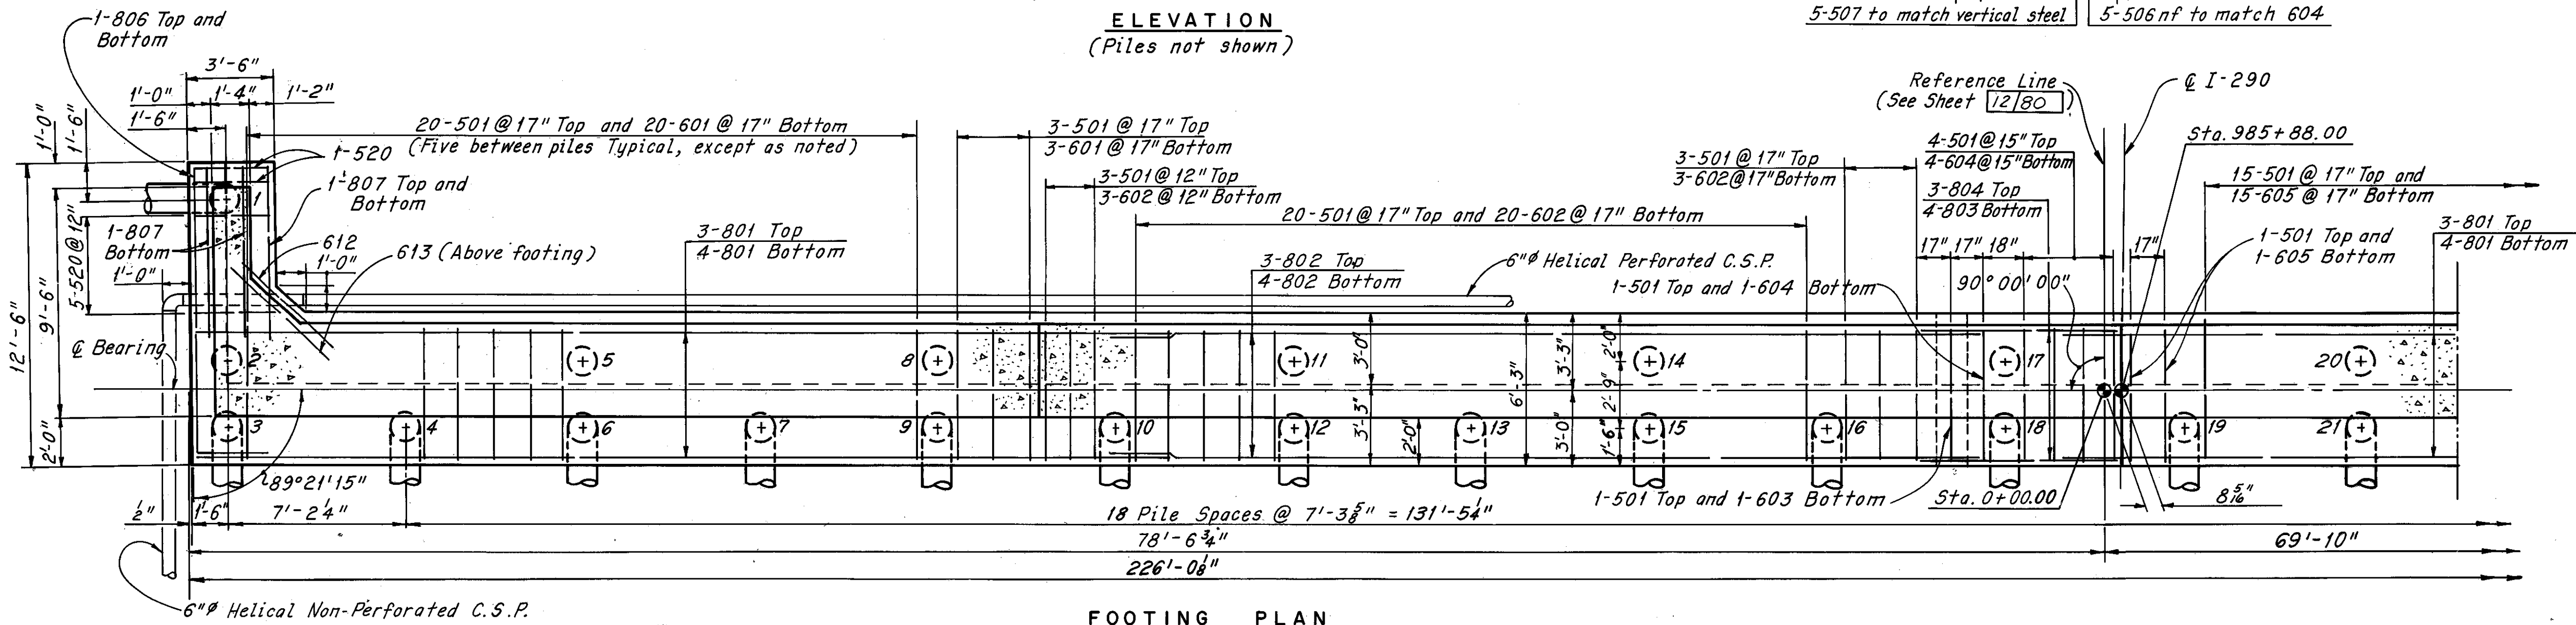 ELEVATION
(Piles not shown)
5-507 to match vertical steel
5-506 nf to match 604
1-806 Top and
Bottom
3'-6"
1'-0"
1'-4"
1'-2"
1'-6"
1'-0"
1'-6"
20-501 @ 17" Top and 20-601 @ 17" Bottom
(Five between piles Typical, except as noted)
1-520
1-807 Top and
Bottom
3-501 @ 17" Top
3-601 @ 17" Bottom
3-501 @ 12" Top
3-602 @ 12" Bottom
20-501 @ 17" Top and 20-602 @ 17" Bottom
3-501 @ 17" Top
3-602 @ 17" Bottom
Reference Line
(See Sheet 12/80)
℄ I-290
Sta. 985+88.00
4-501 @ 15" Top
4-604 @ 15" Bottom
3-804 Top
4-803 Bottom
15-501 @ 17" Top and
15-605 @ 17" Bottom
3-801 Top
4-801 Bottom
1-501 Top and
1-605 Bottom
17" 17" 18"
17"
90°00'00"
1-807
Bottom
1'-0"
5-520 @ 12"
9'-6"
12'-6"
2'-0"
612
1'-0"
613 (Above footing)
3-801 Top
4-801 Bottom
3-802 Top
4-802 Bottom
6"Ø Helical Perforated C.S.P.
1-501 Top and 1-604 Bottom
℄ Bearing
1
2
3
4
5
6
7
8
9
10
11
12
13
14
15
16
17
18
19
20
21
3'-0"
3'-3"
2'-0"
6'-3"
3'-3"
3'-0"
2'-0"
2'-9"
1'-6"
89°21'15"
½"
1'-6"
7'-2¼"
1-501 Top and 1-603 Bottom
Sta. 0+00.00
8 5/16"
18 Pile Spaces @ 7'-3⅝" = 131'-5¼"
78'-6¾"
69'-10"
226'-0⅛"
6"Ø Helical Non-Perforated C.S.P.
FOOTING PLAN